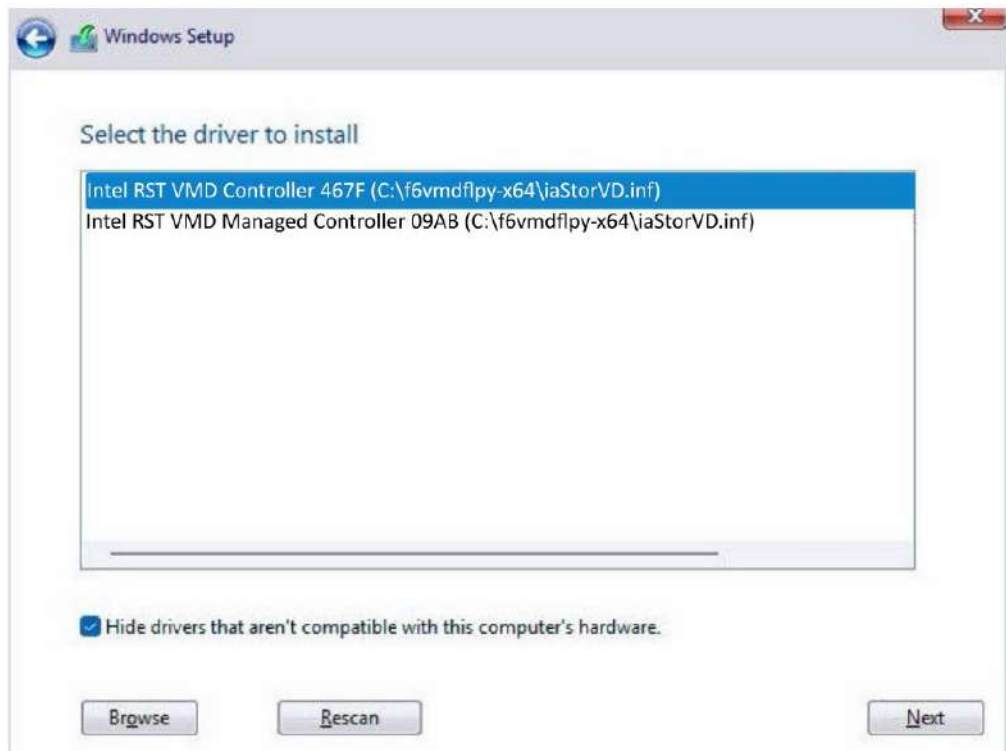 Windows Setup
Select the driver to install
Intel RST VMD Controller 467F (C:\f6vmdflpy-x64\iaStorVD.inf)
Intel RST VMD Managed Controller 09AB (C:\f6vmdflpy-x64\iaStorVD.inf)
Hide drivers that aren't compatible with this computer's hardware.
Browse
Rescan
Next